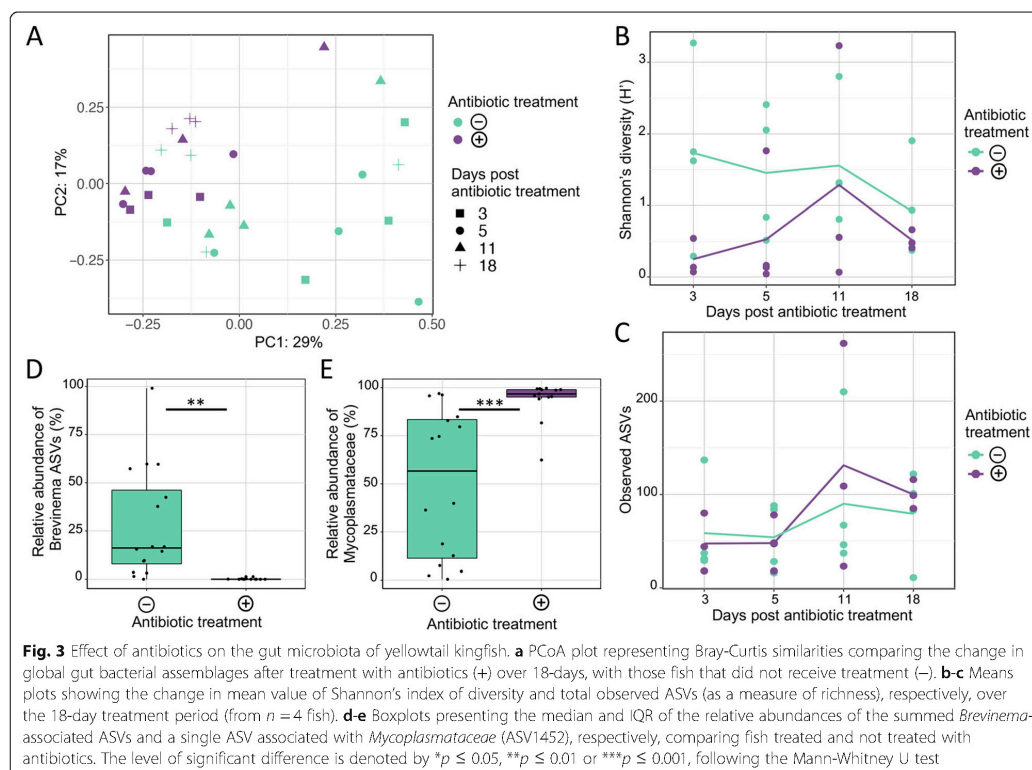 A
PC2: 17%
0.25
0.00
−0.25
−0.25
0.00
0.25
0.50
PC1: 29%
Antibiotic treatment
−
+
Days post
antibiotic treatment
3
5
11
18
B
Shannon's diversity (H')
3
2
1
0
3
5
11
18
Days post antibiotic treatment
Antibiotic
treatment
−
+
C
Observed ASVs
200
100
0
3
5
11
18
Days post antibiotic treatment
Antibiotic
treatment
−
+
D
Relative abundance of
Brevinema ASVs (%)
100
75
50
25
0
**
−
+
Antibiotic treatment
E
Relative abundance of
Mycoplasmataceae (%)
100
75
50
25
0
***
−
+
Antibiotic treatment
Fig. 3 Effect of antibiotics on the gut microbiota of yellowtail kingfish. a PCoA plot representing Bray-Curtis similarities comparing the change in
global gut bacterial assemblages after treatment with antibiotics (+) over 18-days, with those fish that did not receive treatment (−). b-c Means
plots showing the change in mean value of Shannon's index of diversity and total observed ASVs (as a measure of richness), respectively, over
the 18-day treatment period (from n = 4 fish). d-e Boxplots presenting the median and IQR of the relative abundances of the summed Brevinema-
associated ASVs and a single ASV associated with Mycoplasmataceae (ASV1452), respectively, comparing fish treated and not treated with
antibiotics. The level of significant difference is denoted by *p ≤ 0.05, **p ≤ 0.01 or ***p ≤ 0.001, following the Mann-Whitney U test